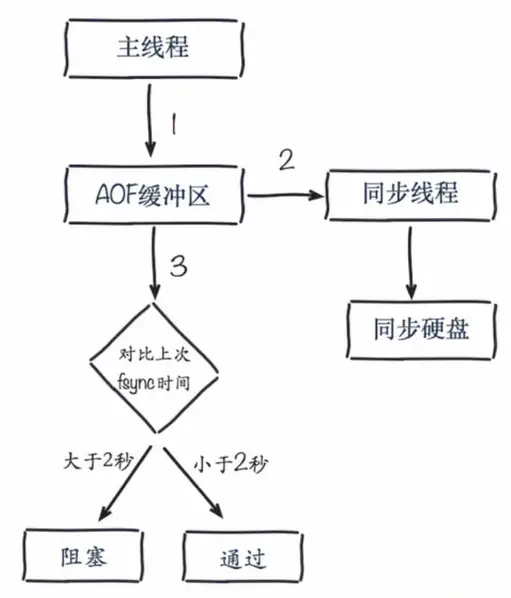 主线程
1
AOF缓冲区
2
同步线程
3
同步硬盘
对比上次
fsync时间
大于2秒
小于2秒
阻塞
通过